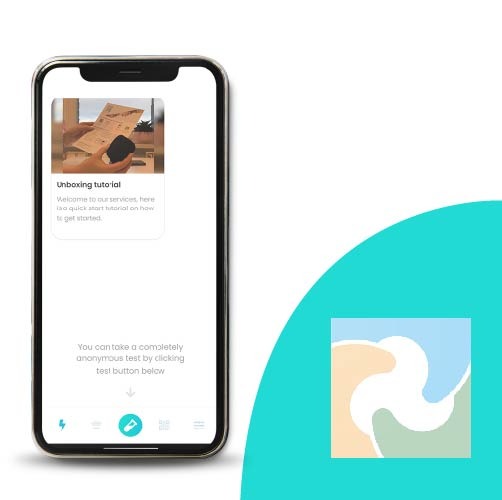 Unboxing tutorial
Welcome to our services, here
is a quick start tutorial on how
to get started.
You can take a completely
anonymous test by clicking
test button below